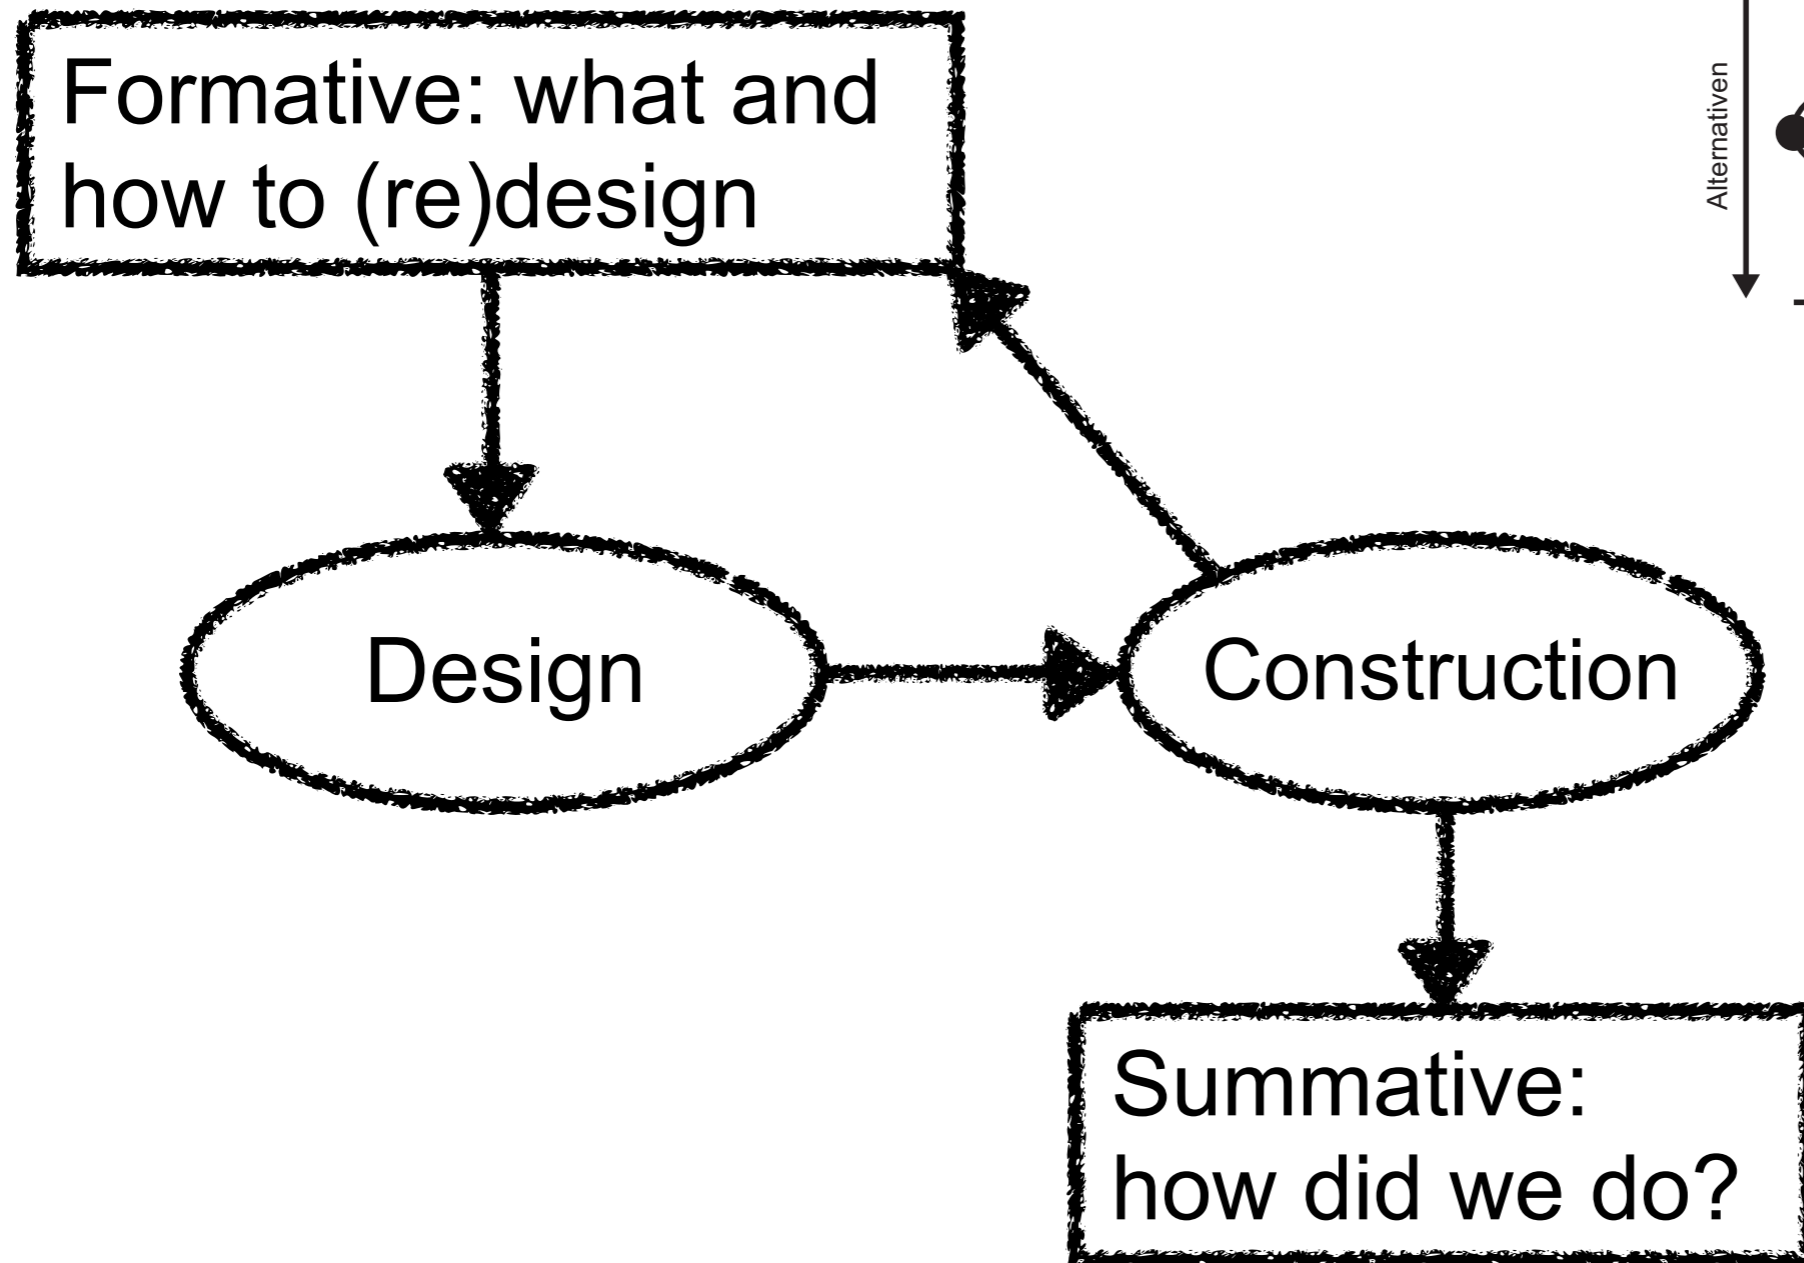 Formative: what and
how to (re)design
Alternativen
Design
Construction
Summative:
how did we do?